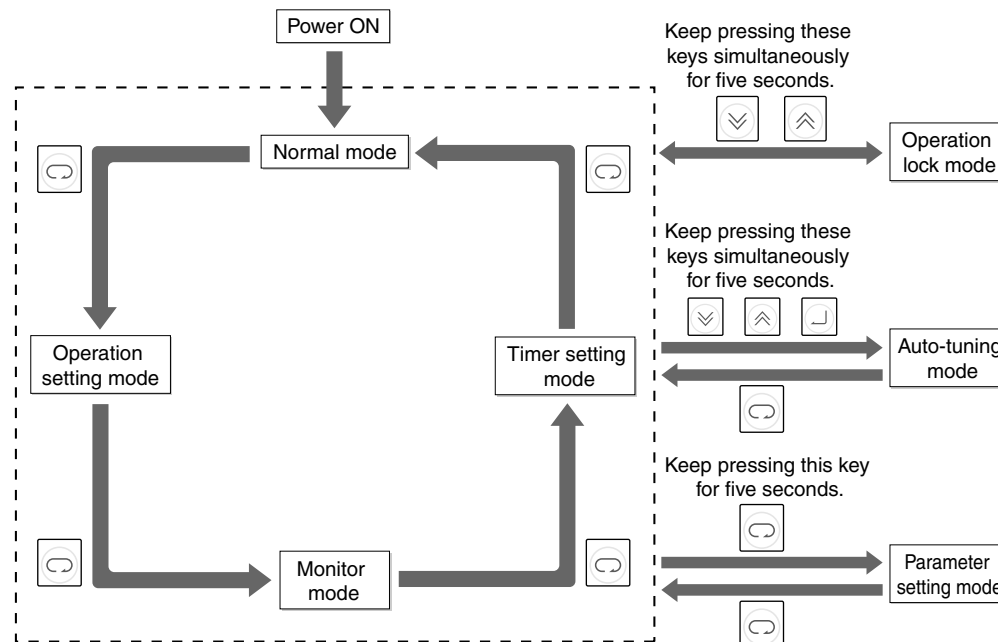 Power ON
Normal mode
Operation
setting mode
Monitor
mode
Timer setting
mode
Keep pressing these
keys simultaneously
for five seconds.
Operation
lock mode
Keep pressing these
keys simultaneously
for five seconds.
Auto-tuning
mode
Keep pressing this key
for five seconds.
Parameter
setting mode